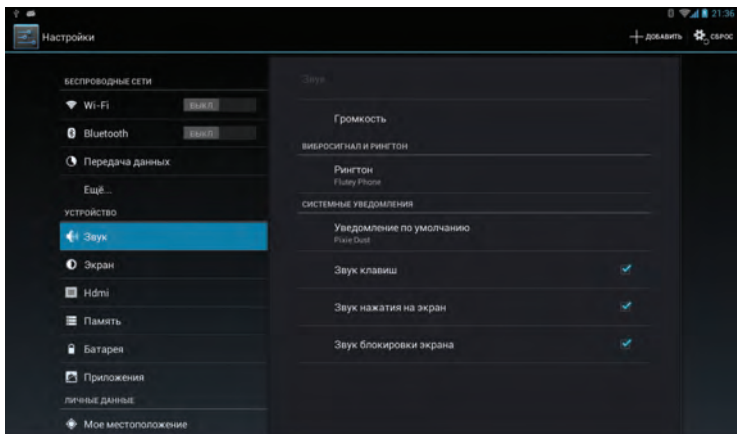 21:36
Настройки
ДОБАВИТЬ
СБРОС
БЕСПРОВОДНЫЕ СЕТИ
Wi-Fi ВЫКЛ
Bluetooth ВЫКЛ
Передача данных
Ещё...
УСТРОЙСТВО
Звук
Экран
Hdmi
Память
Батарея
Приложения
ЛИЧНЫЕ ДАННЫЕ
Мое местоположение
Звук
Громкость
ВИБРОСИГНАЛ И РИНГТОН
Рингтон
Flutey Phone
СИСТЕМНЫЕ УВЕДОМЛЕНИЯ
Уведомление по умолчанию
Pixie Dust
Звук клавиш
Звук нажатия на экран
Звук блокировки экрана